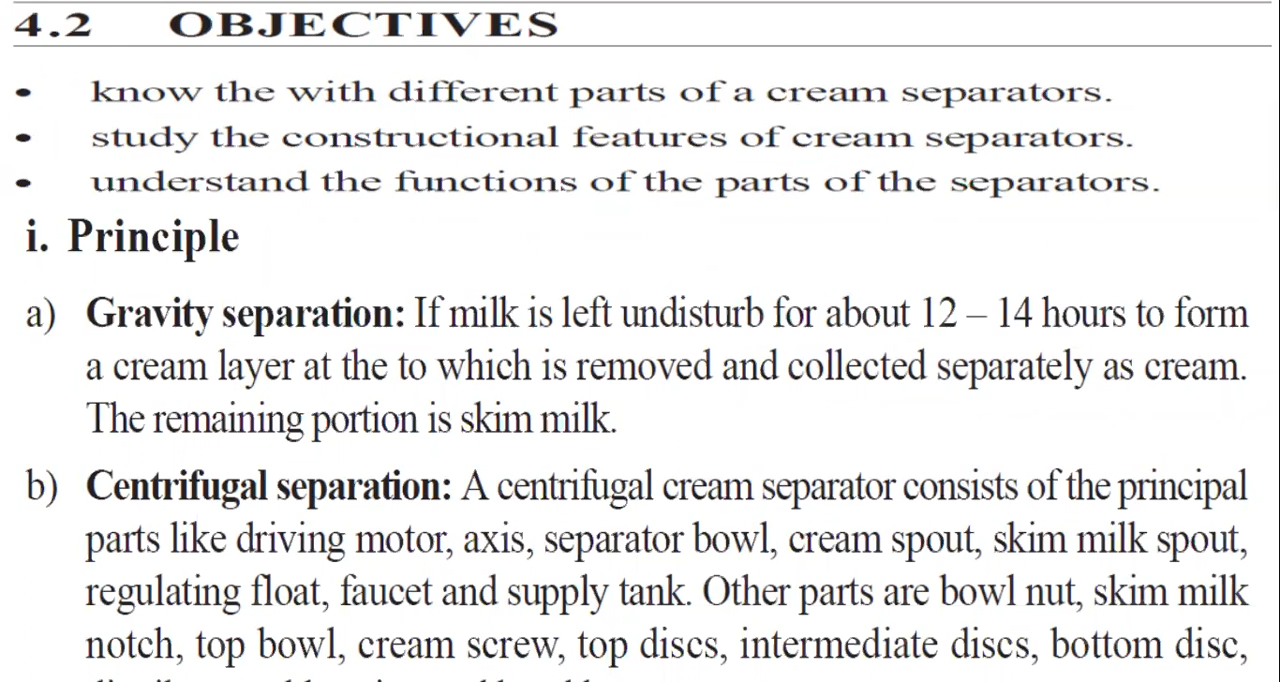 4.2 OBJECTIVES
• know the with different parts of a cream separators.
• study the constructional features of cream separators.
• understand the functions of the parts of the separators.
i. Principle
a) Gravity separation: If milk is left undisturb for about 12 – 14 hours to form
a cream layer at the to which is removed and collected separately as cream.
The remaining portion is skim milk.
b) Centrifugal separation: A centrifugal cream separator consists of the principal
parts like driving motor, axis, separator bowl, cream spout, skim milk spout,
regulating float, faucet and supply tank. Other parts are bowl nut, skim milk
notch, top bowl, cream screw, top discs, intermediate discs, bottom disc,